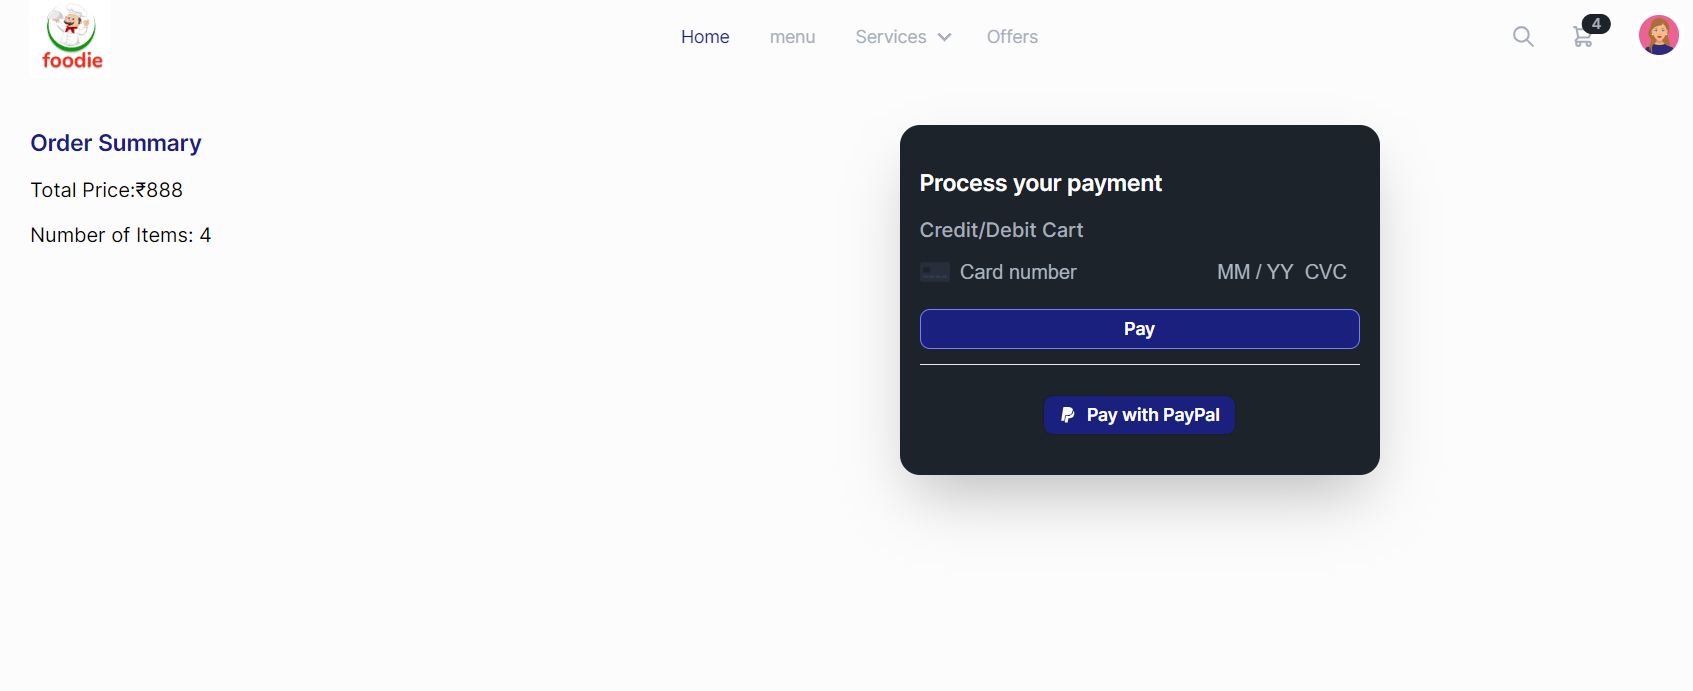 foodie
Home menu Services Offers
4
Order Summary
Total Price:₹888
Number of Items: 4
Process your payment
Credit/Debit Cart
Card number MM / YY CVC
Pay
Pay with PayPal